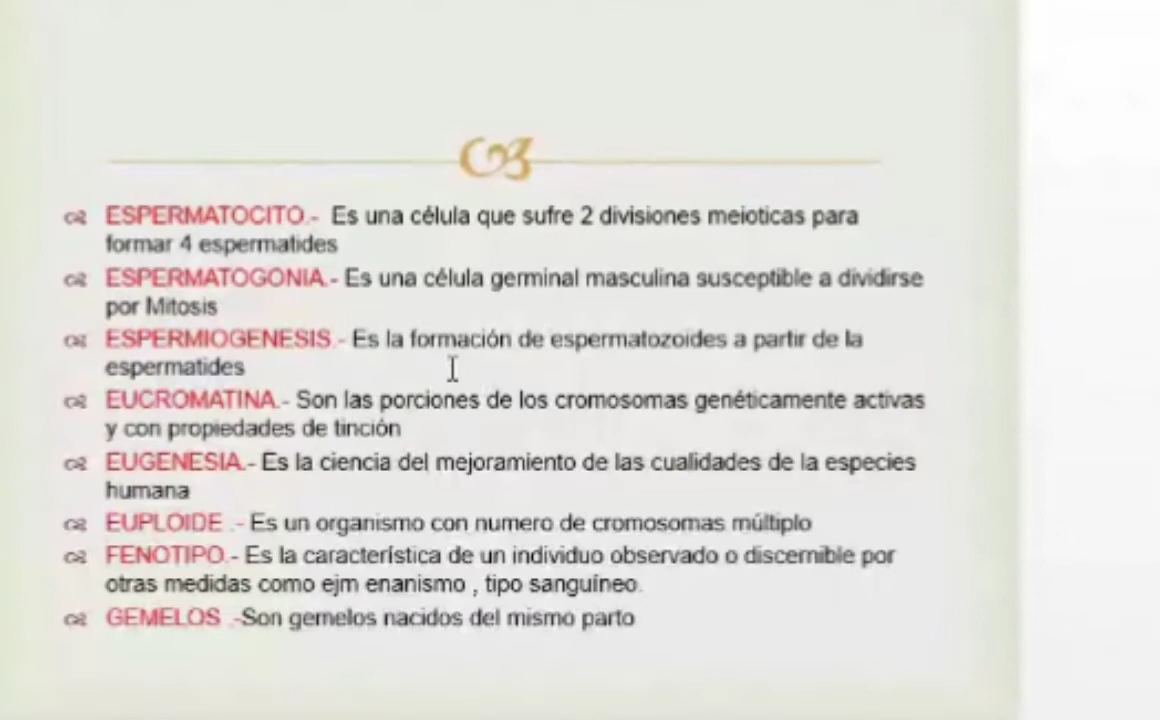 ESPERMATOCITO.- Es una célula que sufre 2 divisiones meioticas para
formar 4 espermatides
ESPERMATOGONIA.- Es una célula germinal masculina susceptible a dividirse
por Mitosis
ESPERMIOGENESIS.- Es la formación de espermatozoides a partir de la
espermatides
EUCROMATINA.- Son las porciones de los cromosomas genéticamente activas
y con propiedades de tinción
EUGENESIA.- Es la ciencia del mejoramiento de las cualidades de la especies
humana
EUPLOIDE .- Es un organismo con numero de cromosomas múltiplo
FENOTIPO.- Es la característica de un individuo observado o discernible por
otras medidas como ejm enanismo , tipo sanguíneo.
GEMELOS .-Son gemelos nacidos del mismo parto